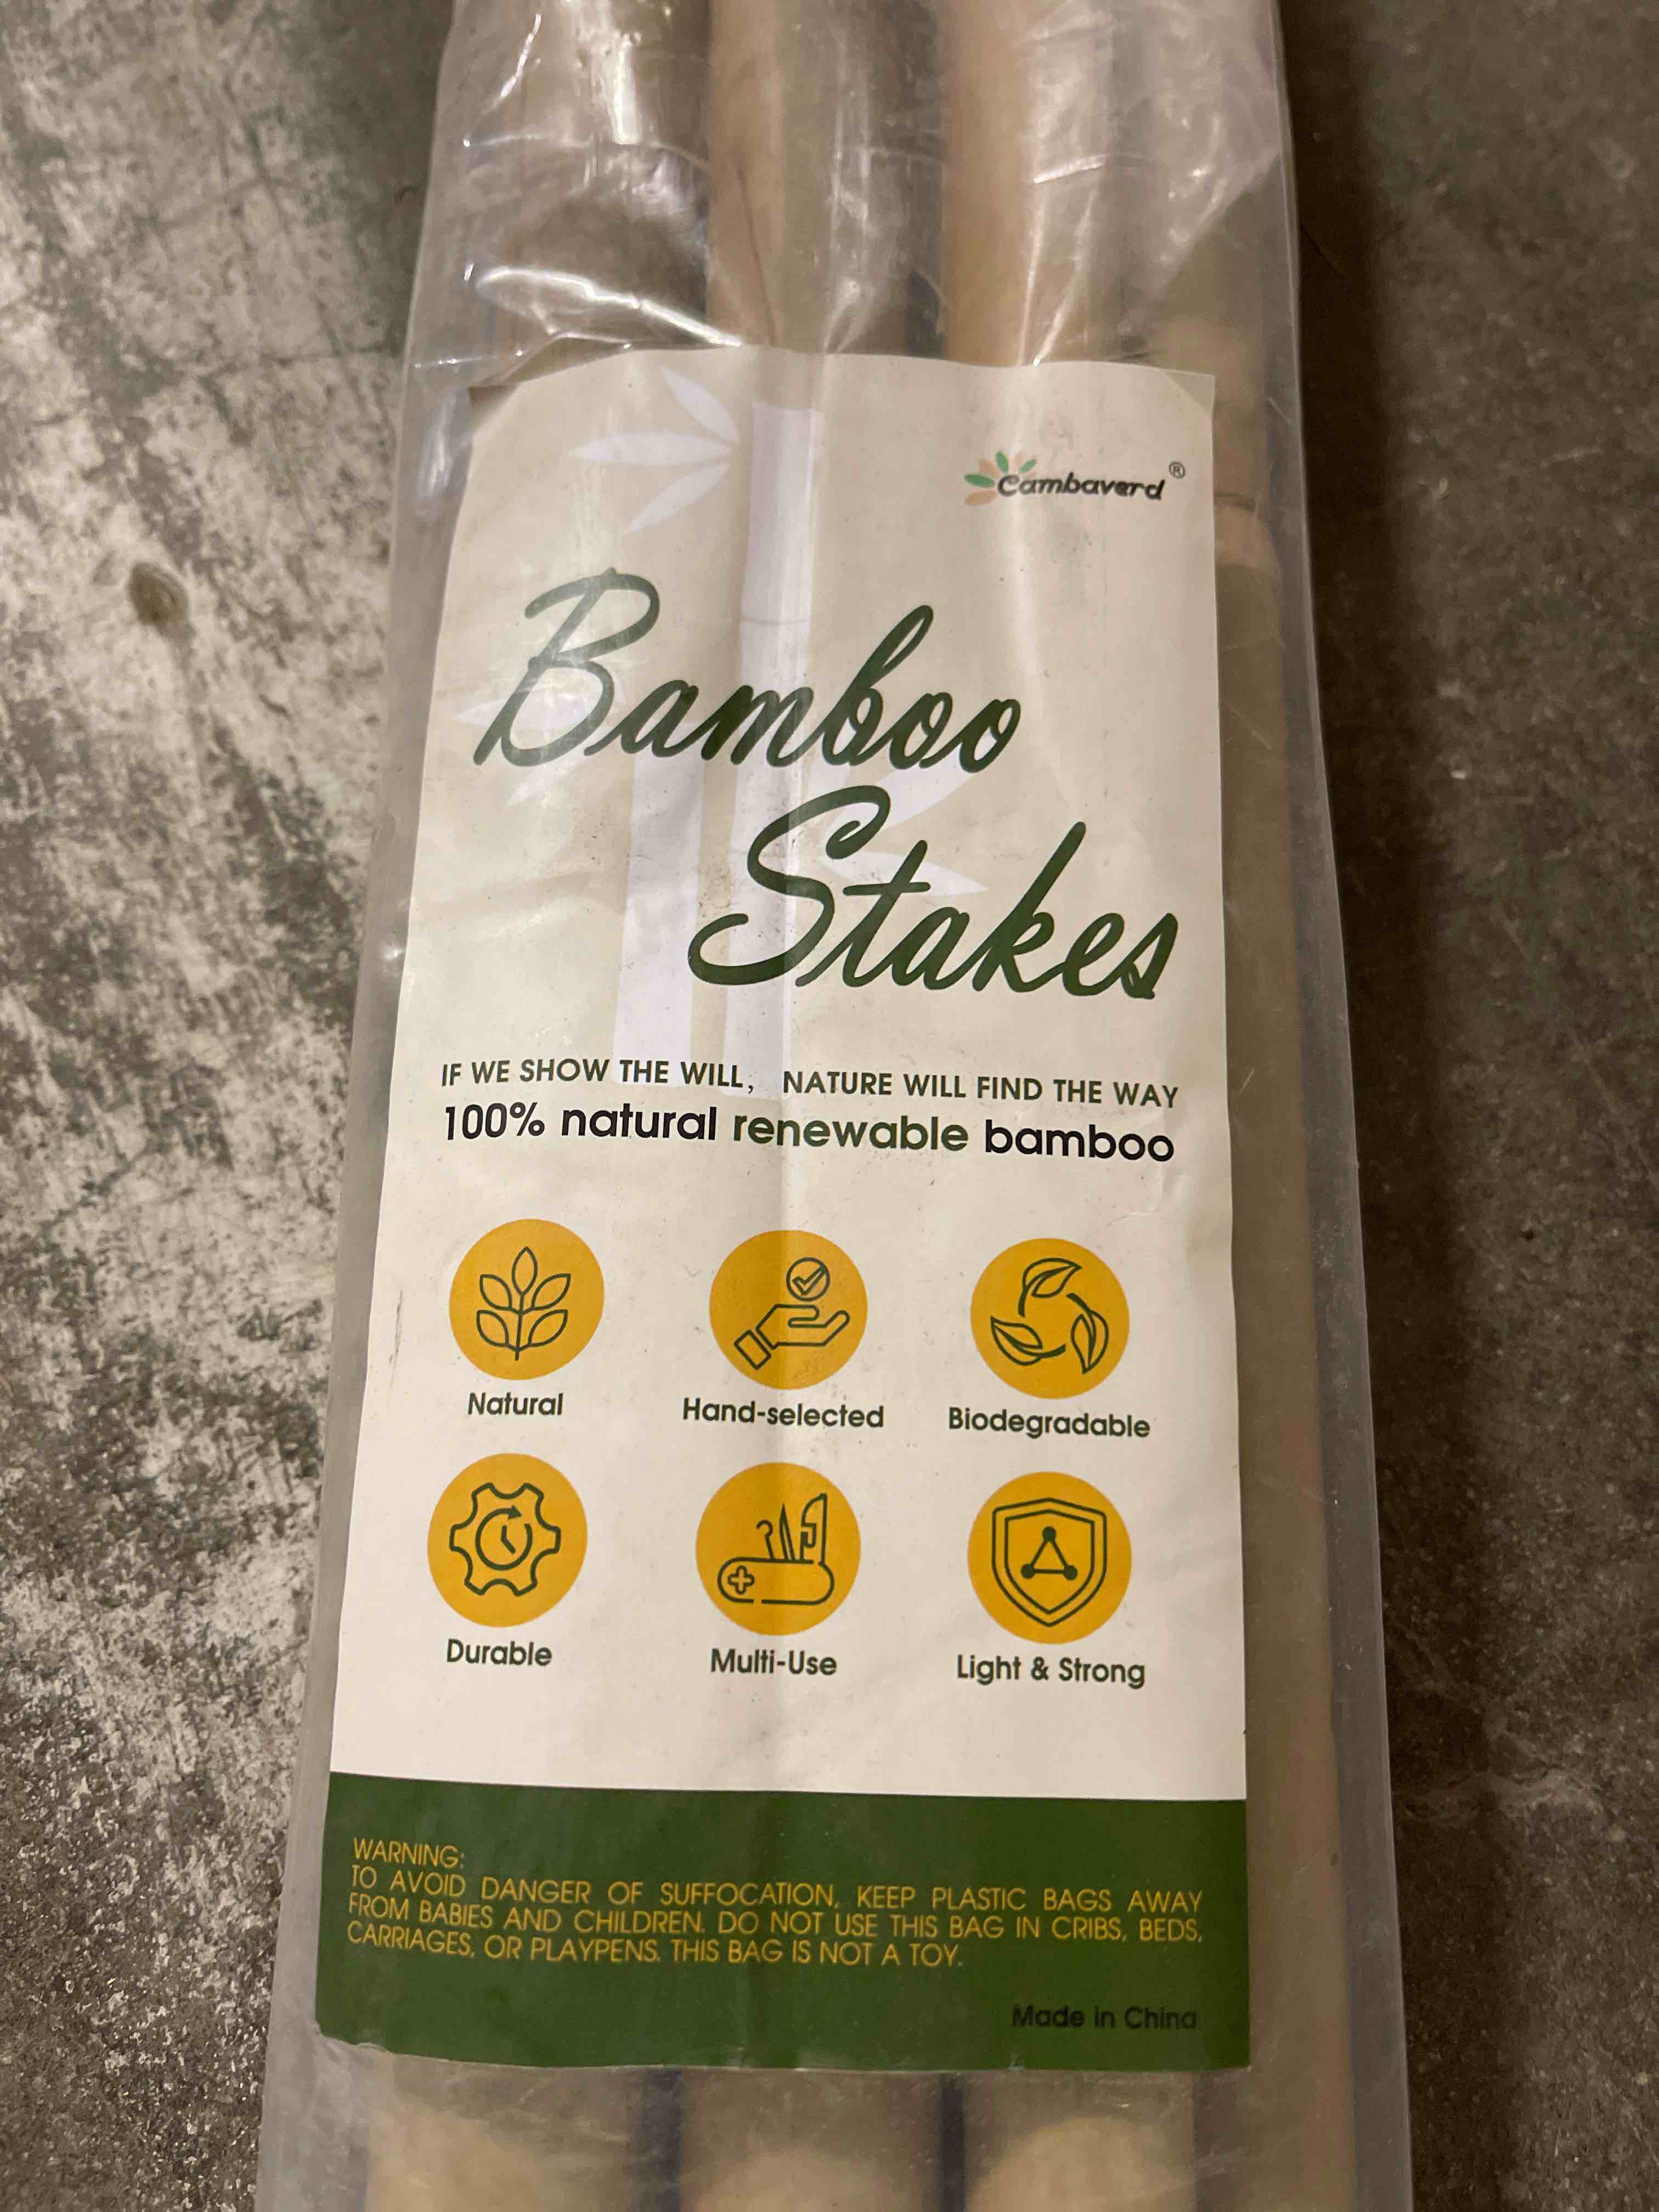 Cambaverd®
Bamboo
Stakes
IF WE SHOW THE WILL, NATURE WILL FIND THE WAY
100% natural renewable bamboo
Natural
Hand-selected
Biodegradable
Durable
Multi-Use
Light & Strong
WARNING:
TO AVOID DANGER OF SUFFOCATION, KEEP PLASTIC BAGS AWAY
FROM BABIES AND CHILDREN. DO NOT USE THIS BAG IN CRIBS, BEDS,
CARRIAGES, OR PLAYPENS. THIS BAG IS NOT A TOY.
Made in China